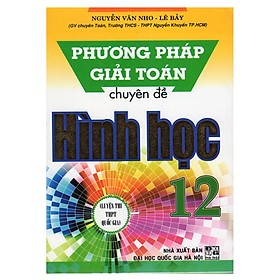 NGUYỄN VĂN NHO - LÊ BẢY
(GV chuyên Toán, Trường THCS - THPT Nguyễn Khuyến TP.HCM)
PHƯƠNG PHÁP
GIẢI TOÁN
chuyên đề
Hình học
12
(LUYỆN THI
THPT
QUỐC GIA)
NHÀ XUẤT BẢN
ĐẠI HỌC QUỐC GIA HÀ NỘI